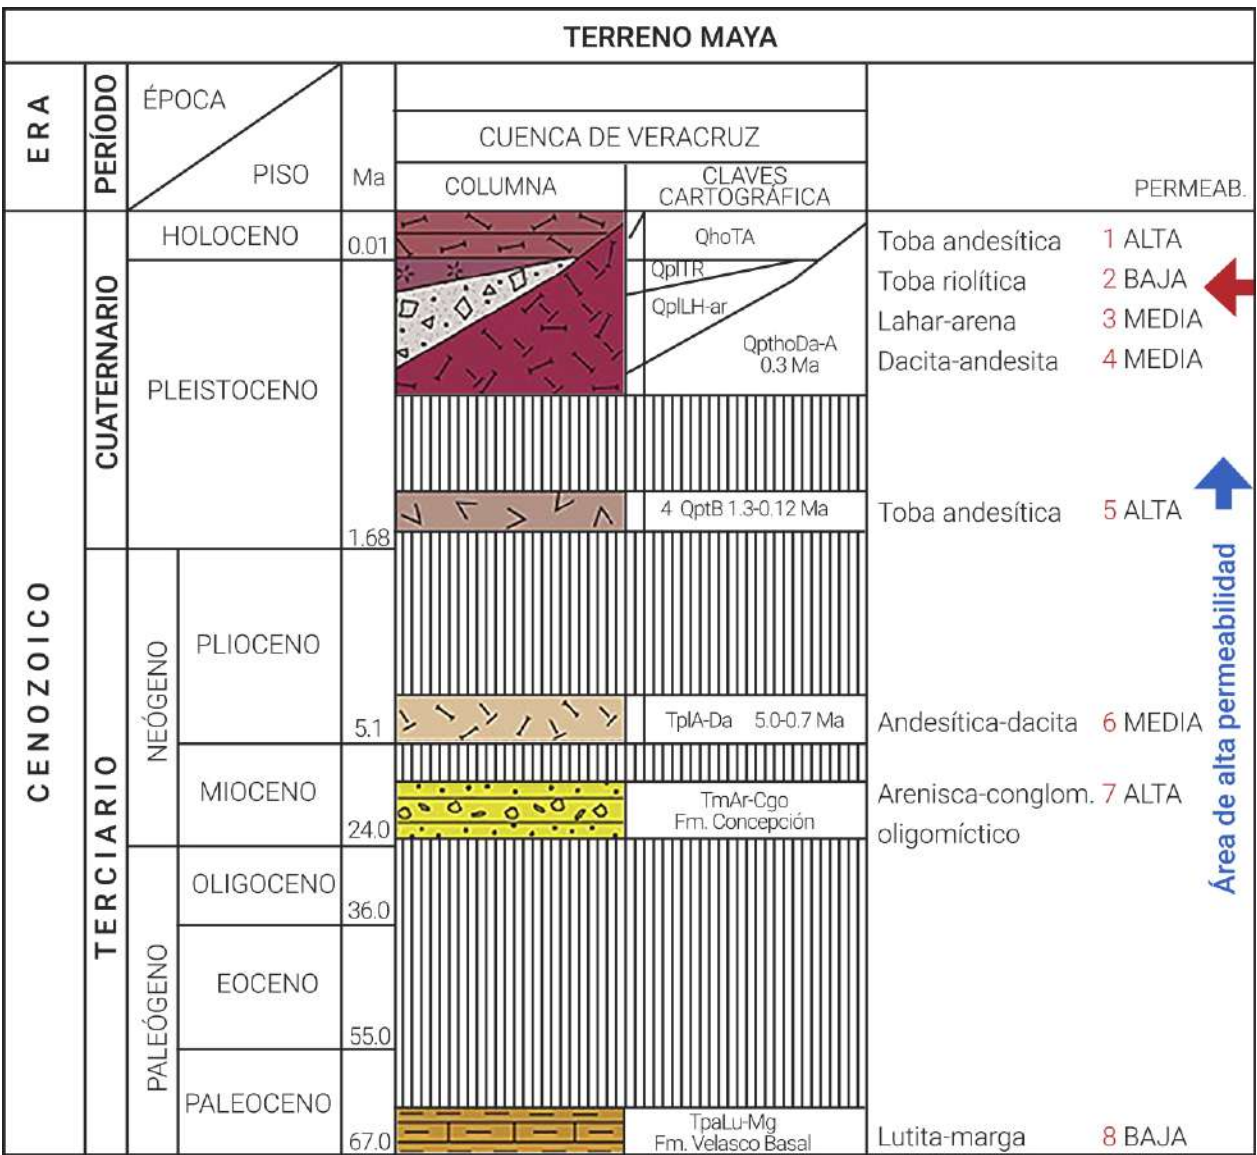 TERRENO MAYA
ERA
PERÍODO
ÉPOCA
PISO
Ma
CUENCA DE VERACRUZ
COLUMNA
CLAVES
CARTOGRÁFICA
PERMEAB.
CENOZOICO
CUATERNARIO
HOLOCENO
0.01
QhoTA
Toba andesítica 1 ALTA
QplTR
Toba riolítica 2 BAJA
QplLH-ar
Lahar-arena 3 MEDIA
PLEISTOCENO
QpthoDa-A
0.3 Ma
Dacita-andesita 4 MEDIA
1.68
4 QptB 1.3-0.12 Ma
Toba andesítica 5 ALTA
Área de alta permeabilidad
TERCIARIO
NEÓGENO
PLIOCENO
5.1
TplA-Da 5.0-0.7 Ma
Andesítica-dacita 6 MEDIA
MIOCENO
24.0
TmAr-Cgo
Fm. Concepción
Arenisca-conglom. 7 ALTA
oligomíctico
PALEÓGENO
OLIGOCENO
36.0
EOCENO
55.0
PALEOCENO
67.0
TpaLu-Mg
Fm. Velasco Basal
Lutita-marga 8 BAJA